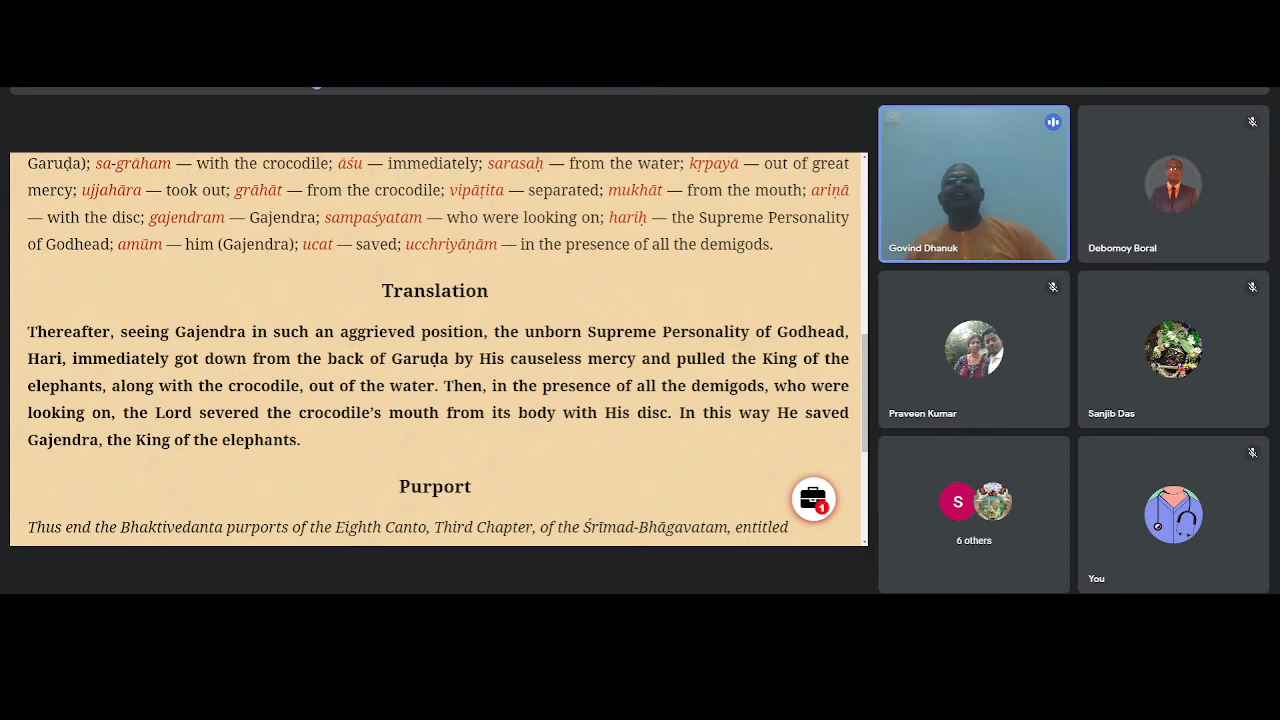 Garuḍa); sa-grāham — with the crocodile; āśu — immediately; sarasaḥ — from the water; kṛpayā — out of great
mercy; ujjahāra — took out; grāhāt — from the crocodile; vipāṭita — separated; mukhāt — from the mouth; ariṇā
— with the disc; gajendram — Gajendra; sampaśyatām — who were looking on; hariḥ — the Supreme Personality
of Godhead; amūm — him (Gajendra); ucat — saved; ucchriyāṇām — in the presence of all the demigods.
Translation
Thereafter, seeing Gajendra in such an aggrieved position, the unborn Supreme Personality of Godhead,
Hari, immediately got down from the back of Garuḍa by His causeless mercy and pulled the King of the
elephants, along with the crocodile, out of the water. Then, in the presence of all the demigods, who were
looking on, the Lord severed the crocodile’s mouth from its body with His disc. In this way He saved
Gajendra, the King of the elephants.
Purport
Thus end the Bhaktivedanta purports of the Eighth Canto, Third Chapter, of the Śrīmad-Bhāgavatam, entitled
1
Govind Dhanuk
Debomoy Boral
Praveen Kumar
Sanjib Das
S
6 others
You